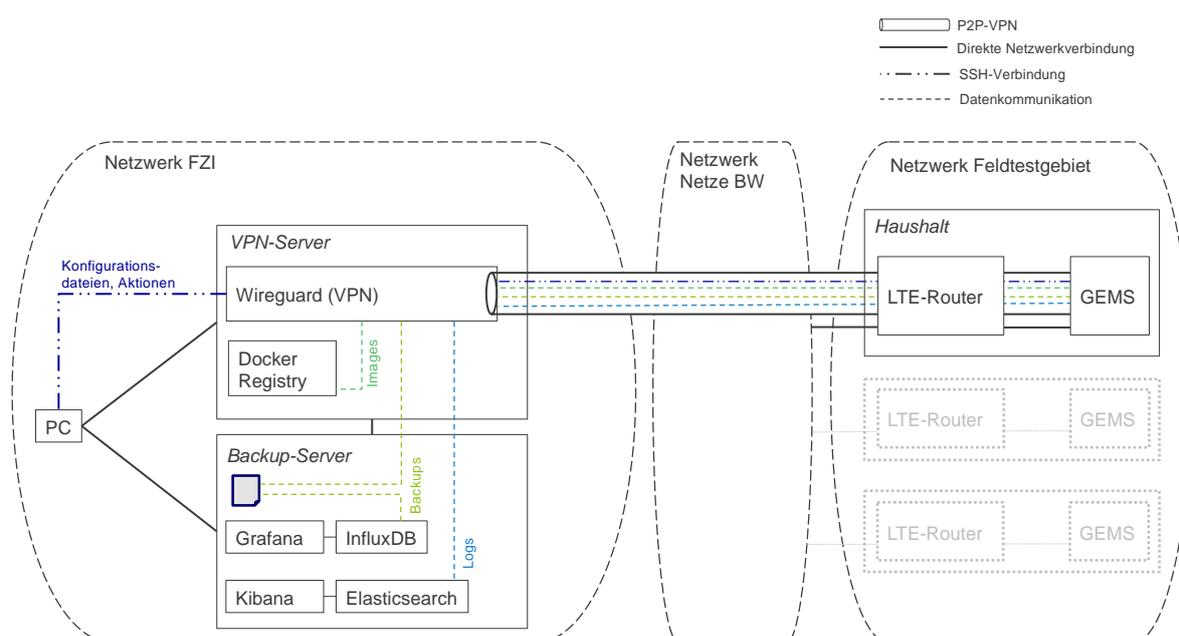 P2P-VPN
Direkte Netzwerkverbindung
SSH-Verbindung
Datenkommunikation
Netzwerk FZI
Netzwerk
Netze BW
Netzwerk Feldtestgebiet
VPN-Server
Haushalt
Konfigurations-
dateien, Aktionen
Wireguard (VPN)
LTE-Router
GEMS
Docker
Registry
Images
PC
LTE-Router
GEMS
Backup-Server
Backups
Grafana
InfluxDB
LTE-Router
GEMS
Logs
Kibana
Elasticsearch